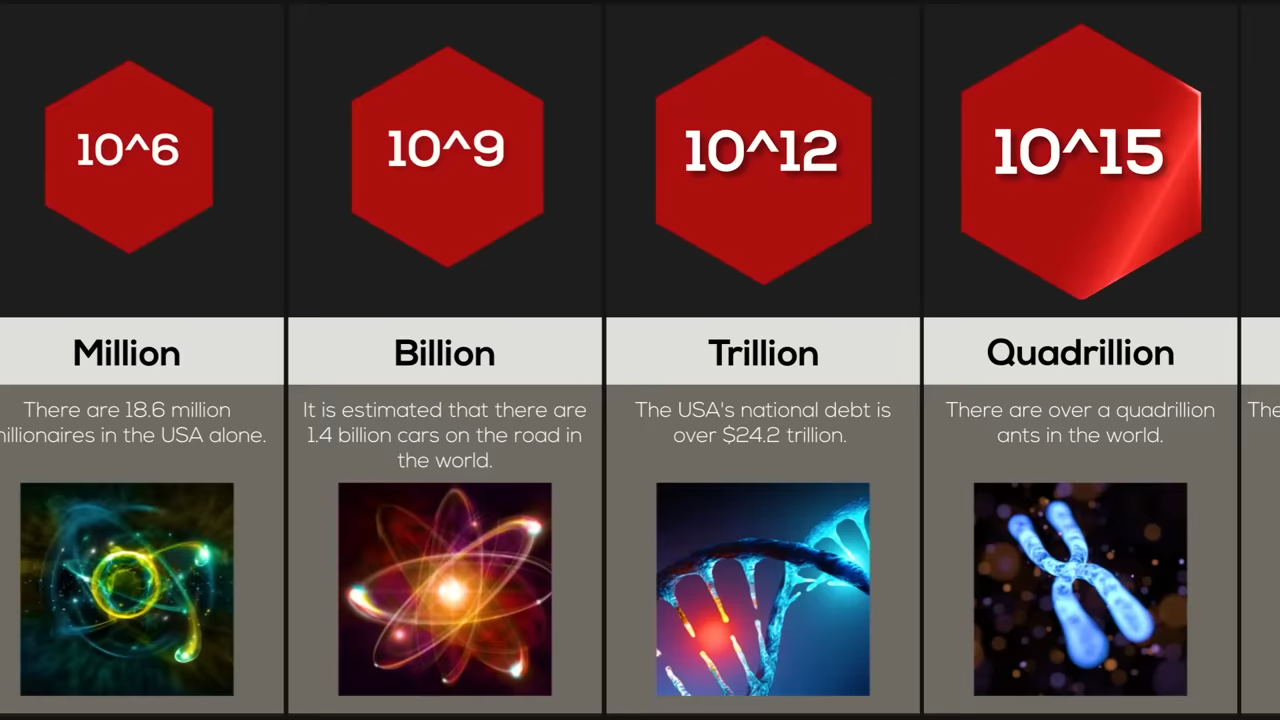 10^6
Million
There are 18.6 million
illionaires in the USA alone.
10^9
Billion
It is estimated that there are
1.4 billion cars on the road in
the world.
10^12
Trillion
The USA's national debt is
over $24.2 trillion.
10^15
Quadrillion
There are over a quadrillion
ants in the world.
The